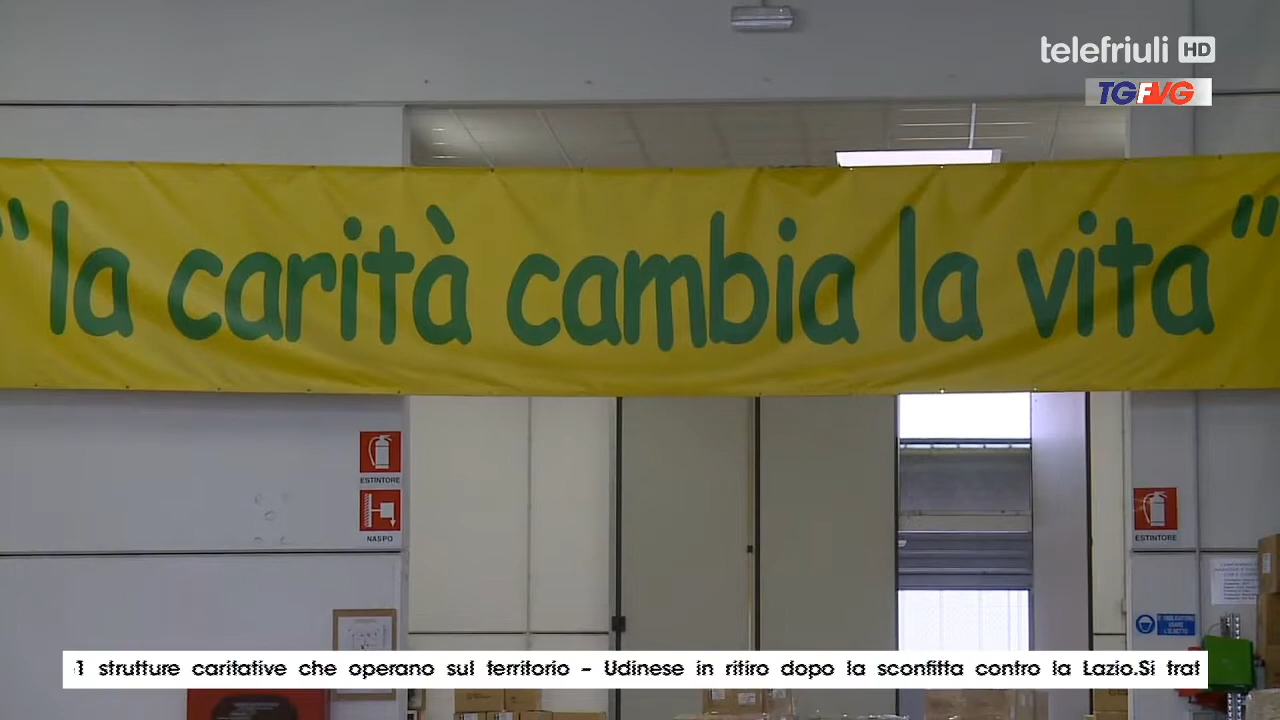 telefriuli HD
TGFVG
"la carità cambia la vita"
ESTINTORE
NASPO
ESTINTORE
1 strutture caritative che operano sul territorio – Udinese in ritiro dopo la sconfitta contro la Lazio.Si trat